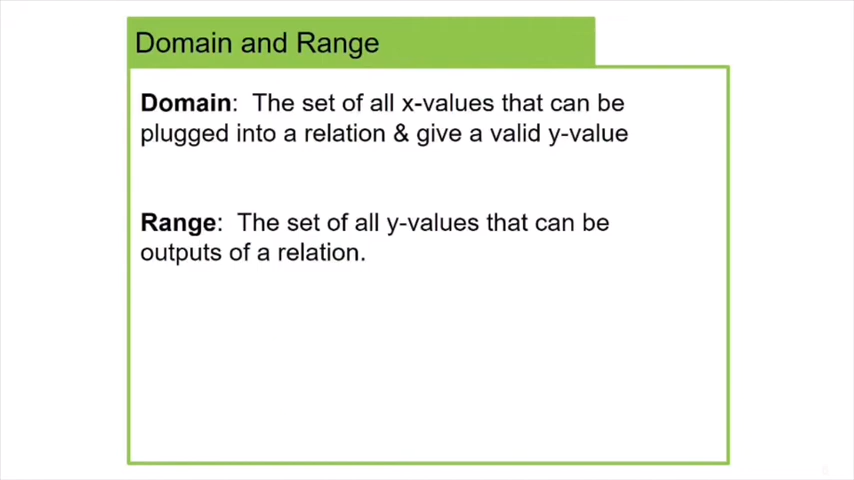 Domain and Range
Domain: The set of all x-values that can be
plugged into a relation & give a valid y-value
Range: The set of all y-values that can be
outputs of a relation.